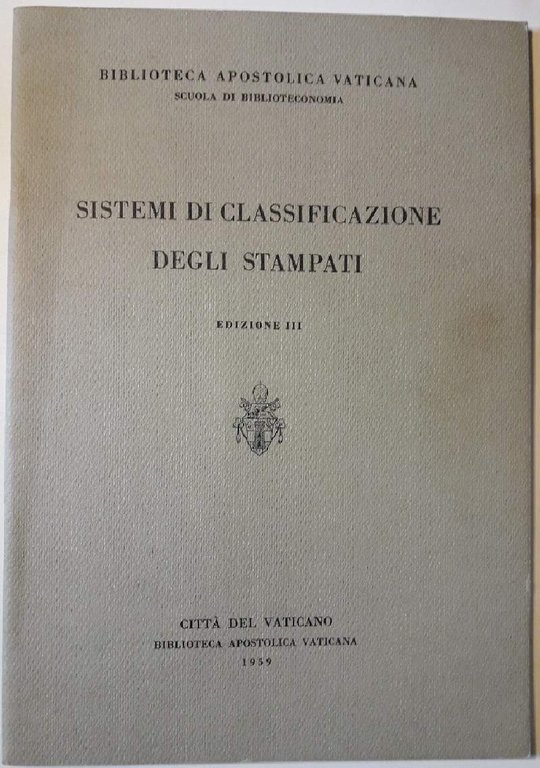 BIBLIOTECA APOSTOLICA VATICANA
SCUOLA DI BIBLIOTECONOMIA
SISTEMI DI CLASSIFICAZIONE
DEGLI STAMPATI
EDIZIONE III
CITTÀ DEL VATICANO
BIBLIOTECA APOSTOLICA VATICANA
1959